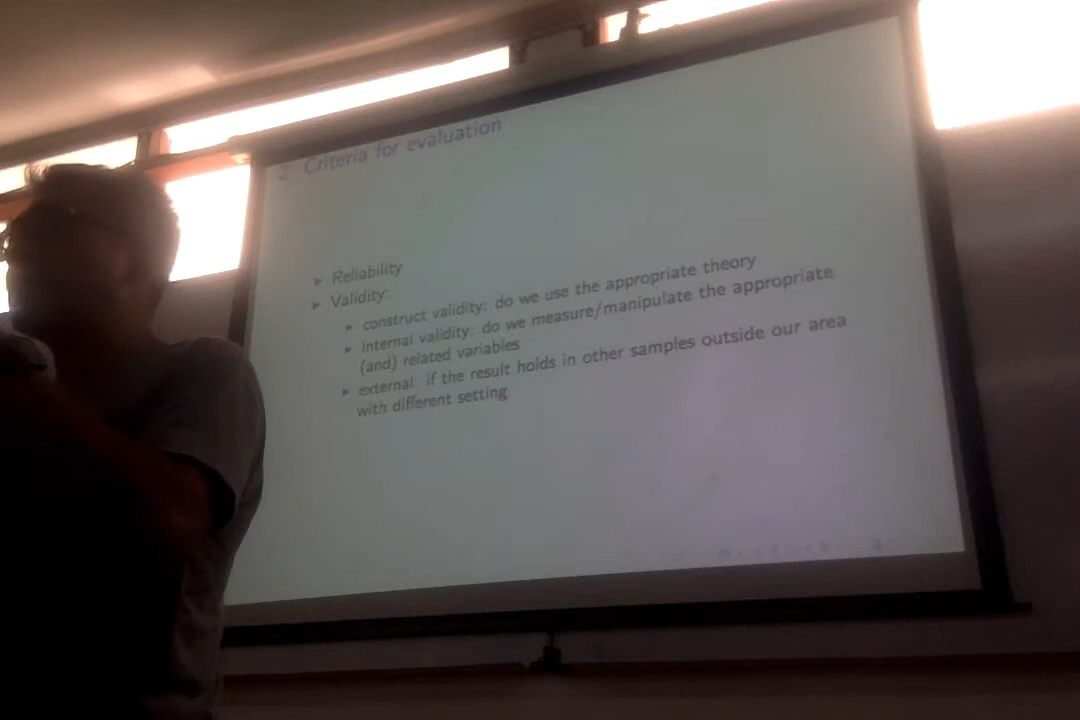 2 Criteria for evaluation
Reliability
Validity:
construct validity: do we use the appropriate theory
internal validity: do we measure/manipulate the appropriate
(and) related variables
external: if the result holds in other samples outside our area
with different setting